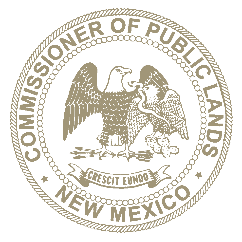 COMMISSIONER OF PUBLIC LANDS
CRESCIT EUNDO
NEW MEXICO